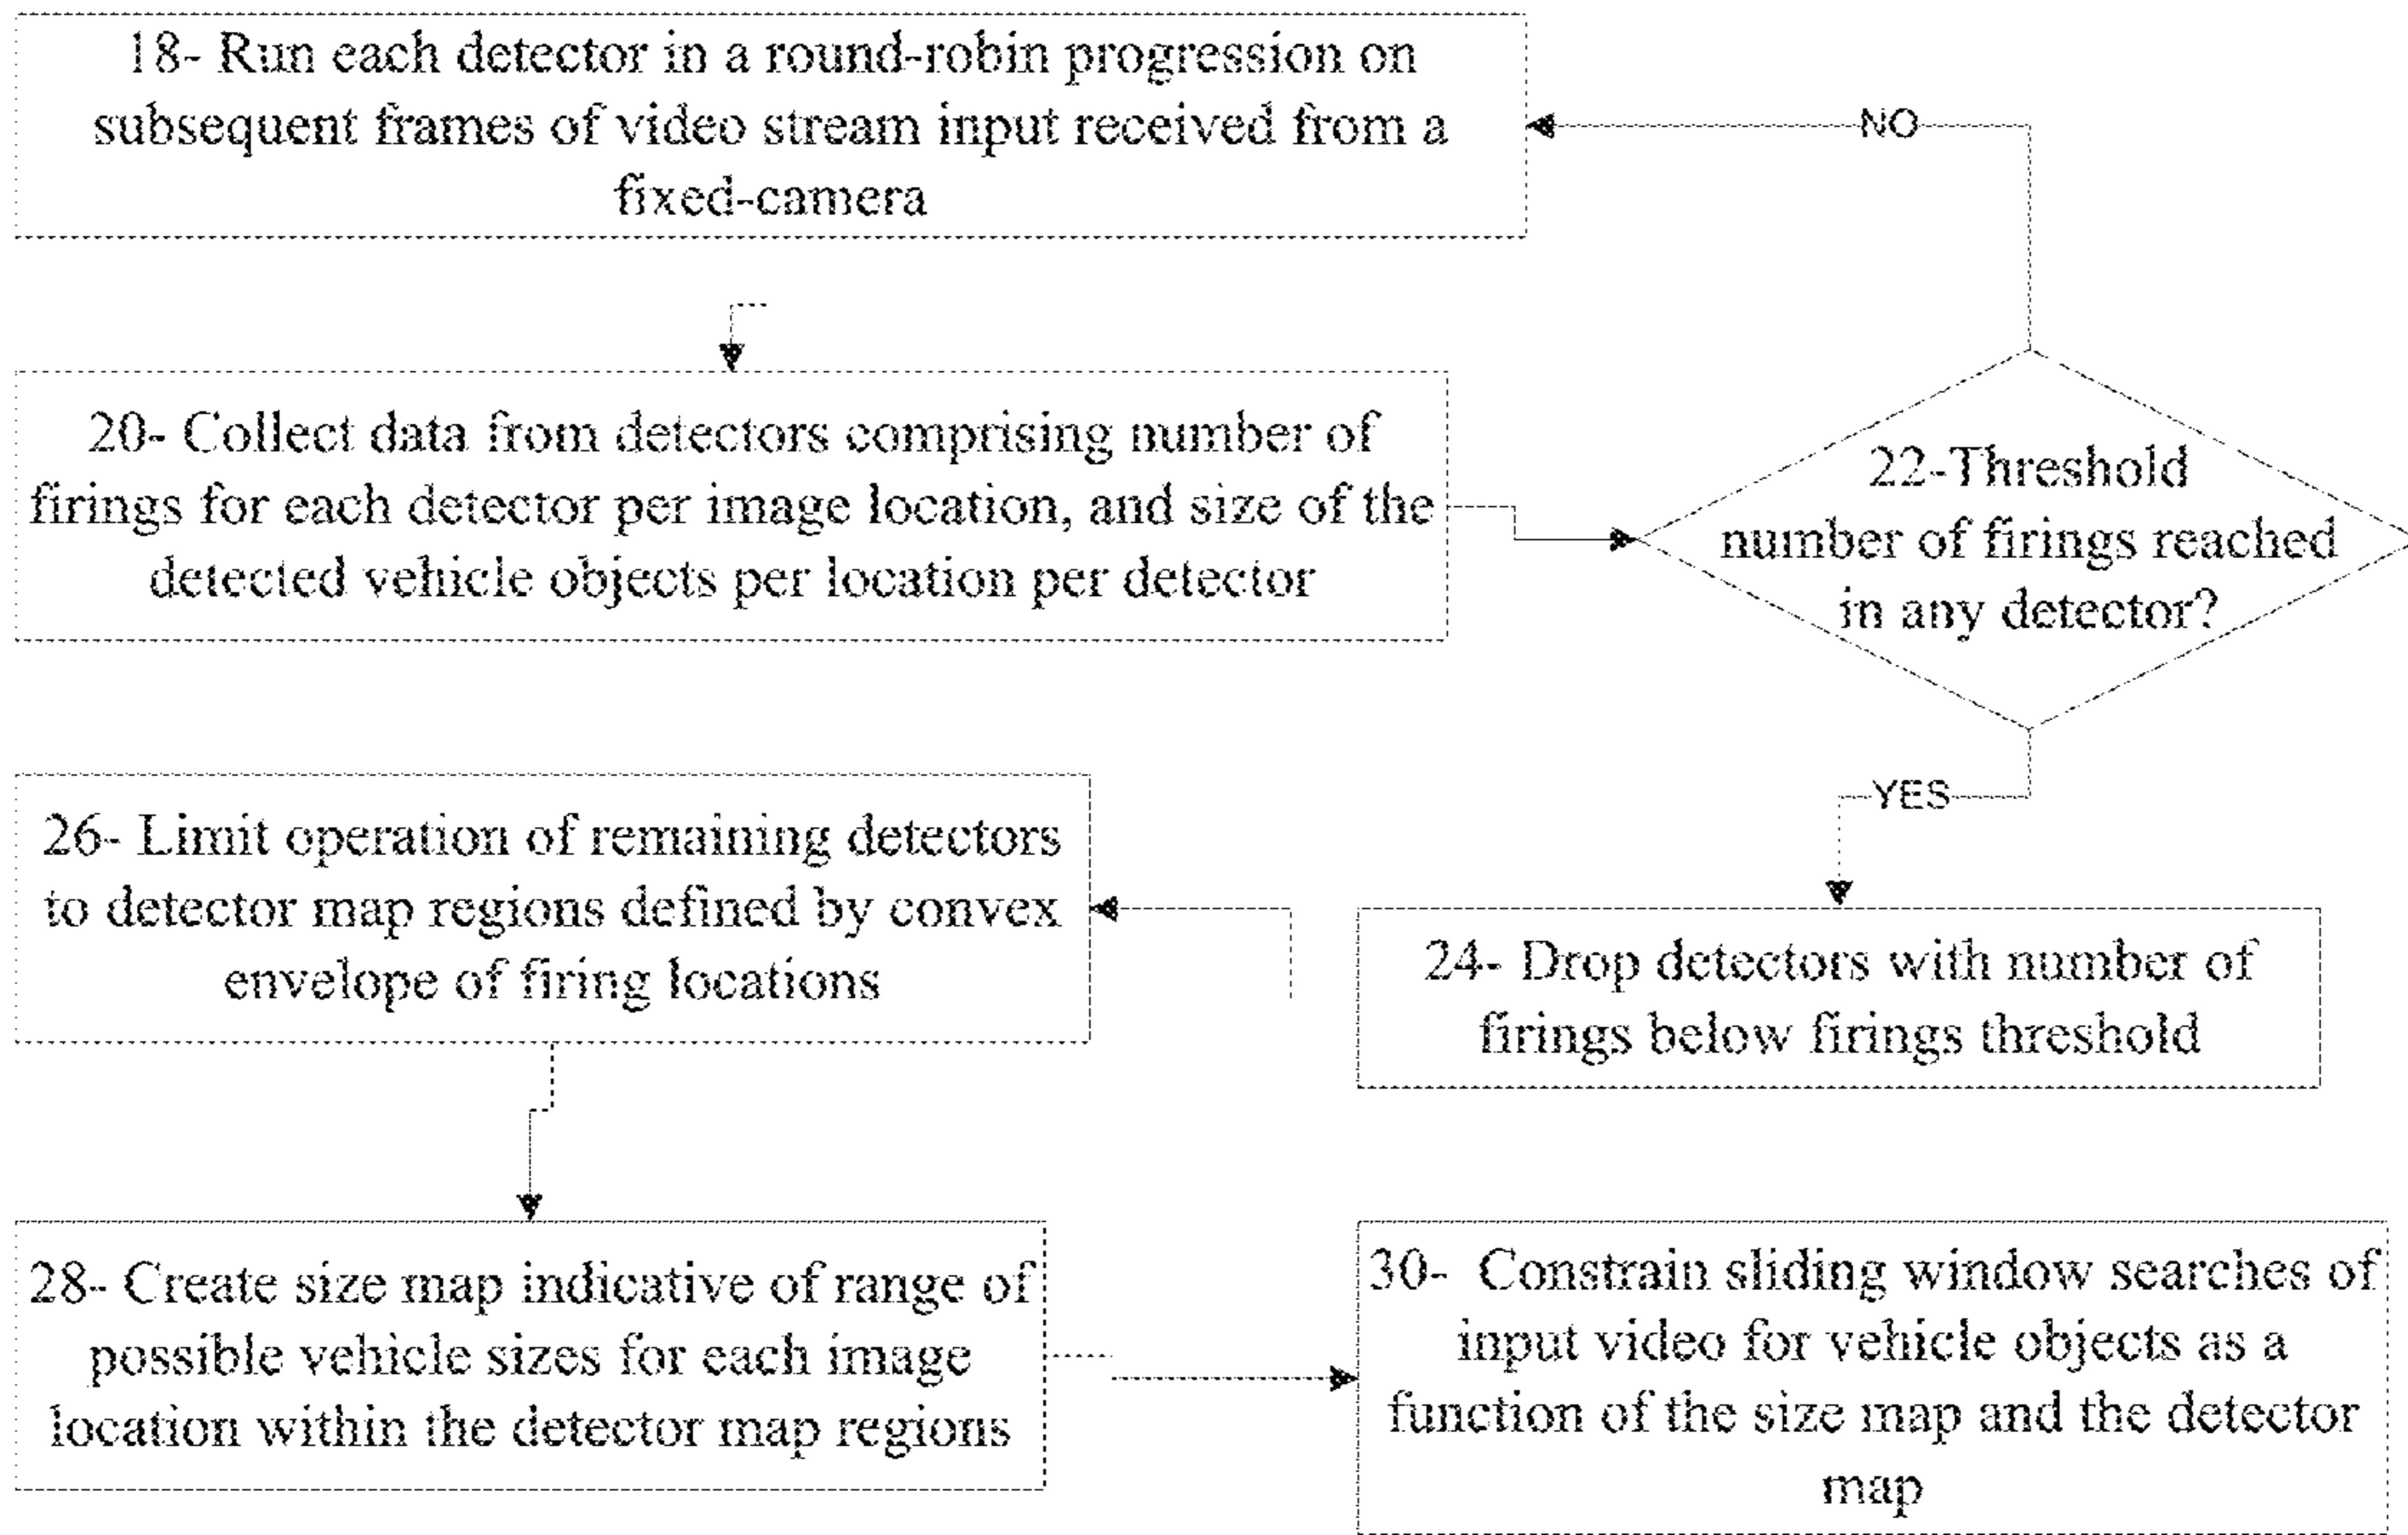 18- Run each detector in a round-robin progression on
subsequent frames of video stream input received from a
fixed-camera
NO
20- Collect data from detectors comprising number of
firings for each detector per image location, and size of the
detected vehicle objects per location per detector
22-Threshold
number of firings reached
in any detector?
YES
24- Drop detectors with number of
firings below firings threshold
26- Limit operation of remaining detectors
to detector map regions defined by convex
envelope of firing locations
28- Create size map indicative of range of
possible vehicle sizes for each image
location within the detector map regions
30- Constrain sliding window searches of
input video for vehicle objects as a
function of the size map and the detector
map